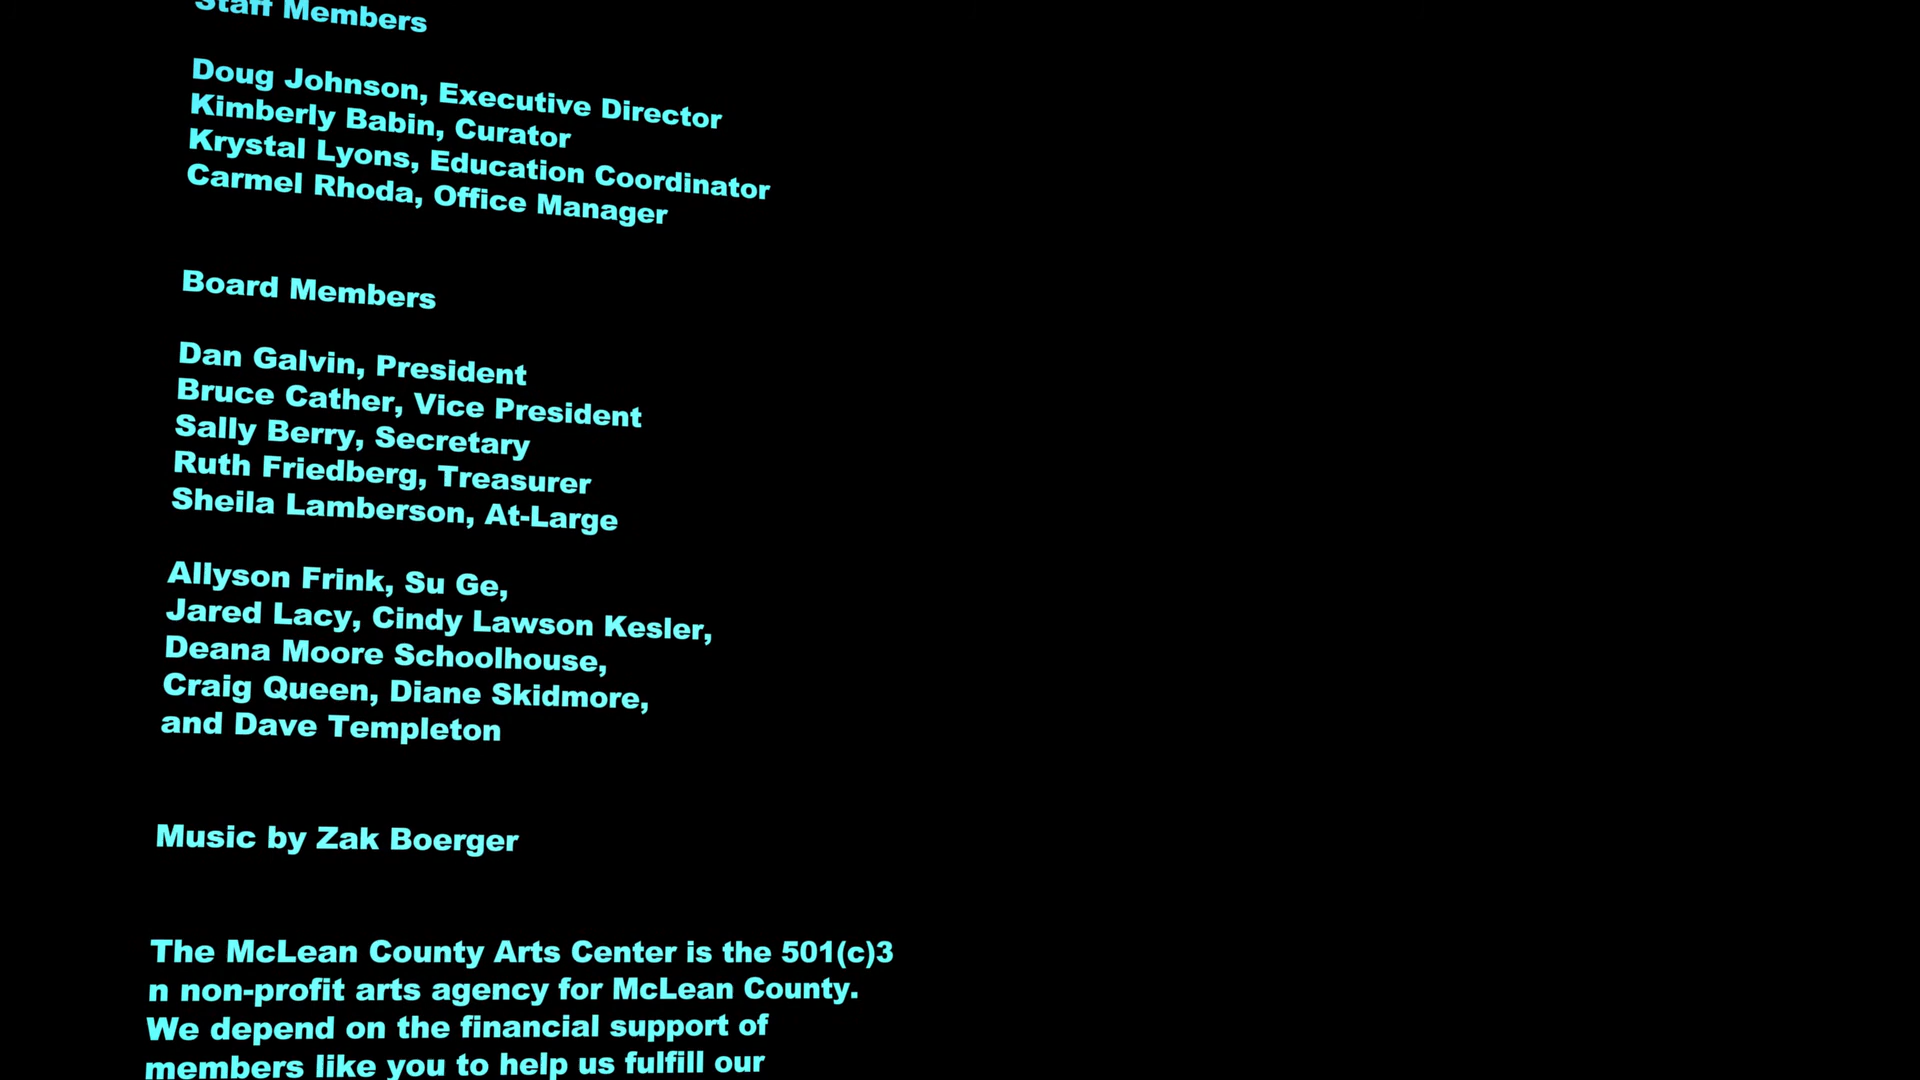 Staff Members
Doug Johnson, Executive Director
Kimberly Babin, Curator
Krystal Lyons, Education Coordinator
Carmel Rhoda, Office Manager
Board Members
Dan Galvin, President
Bruce Cather, Vice President
Sally Berry, Secretary
Ruth Friedberg, Treasurer
Sheila Lamberson, At-Large
Allyson Frink, Su Ge,
Jared Lacy, Cindy Lawson Kesler,
Deana Moore Schoolhouse,
Craig Queen, Diane Skidmore,
and Dave Templeton
Music by Zak Boerger
The McLean County Arts Center is the 501(c)3
n non-profit arts agency for McLean County.
We depend on the financial support of
members like you to help us fulfill our